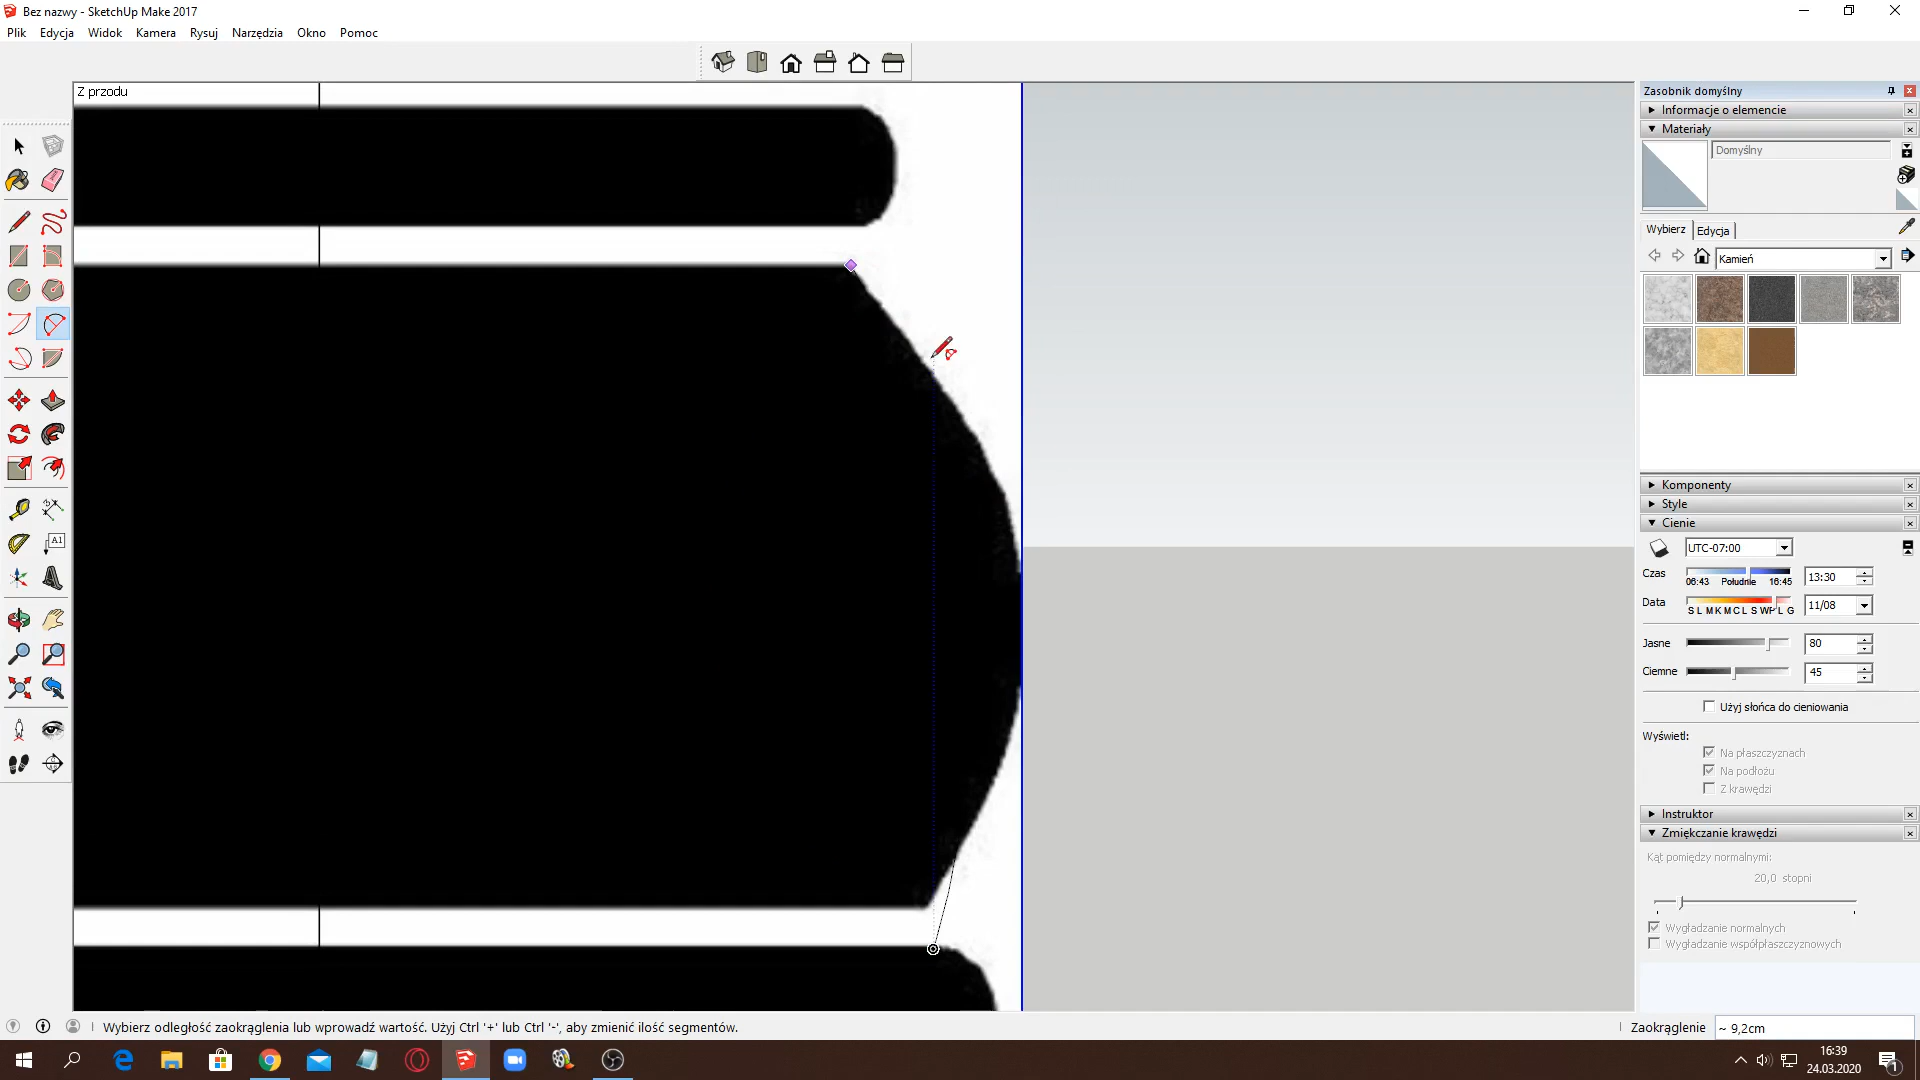 Bez nazwy - SketchUp Make 2017
Plik Edycja Widok Kamera Rysuj Narzędzia Okno Pomoc
Z przodu
Zasobnik domyślny
Informacje o elemencie
Materiały
Domyślny
Wybierz Edycja
Kamień
Komponenty
Style
Cienie
UTC-07:00
Czas 06:43 Południe 16:45 13:30
Data 11/08
Jasne 80
Ciemne 45
Użyj słońca do cieniowania
Wyświetl:
Na płaszczyznach
Na podłożu
Z krawędzi
Instruktor
Zmiękczanie krawędzi
Kąt pomiędzy normalnymi:
20,0 stopni
Wygładzanie normalnych
Wygładzanie współpłaszczyznowych
A1
Wybierz odległość zaokrąglenia lub wprowadź wartość. Użyj Ctrl '+' lub Ctrl '-', aby zmienić ilość segmentów.
Zaokrąglenie ~ 9,2cm
16:39
24.03.2020
1